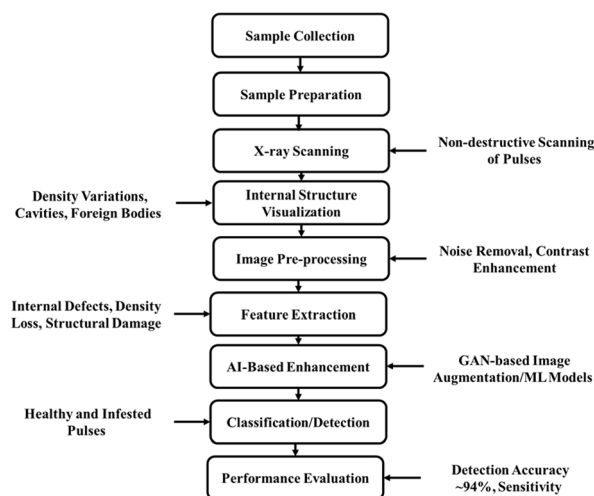 Sample Collection
Sample Preparation
X-ray Scanning
Non-destructive Scanning
of Pulses
Density Variations,
Cavities, Foreign Bodies
Internal Structure
Visualization
Image Pre-processing
Noise Removal, Contrast
Enhancement
Internal Defects, Density
Loss, Structural Damage
Feature Extraction
AI-Based Enhancement
GAN-based Image
Augmentation/ML Models
Healthy and Infested
Pulses
Classification/Detection
Performance Evaluation
Detection Accuracy
~94%, Sensitivity